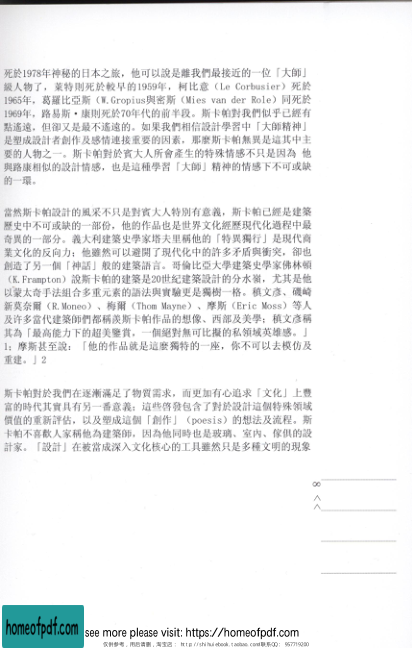 死於1978年神秘的日本之旅，他可以說是離我們最接近的一位「大師」
級人物了，萊特則死於較早的1959年，柯比意（Le Corbusier）死於
1965年，葛羅比亞斯（W.Gropius與密斯（Mies van der Role）同死於
1969年，路易斯·康則死於70年代的前半段。斯卡帕對我們似乎已經有
點遙遠，但卻又是最不遙遠的。如果我們相信設計學習中「大師精神」
是塑成設計者創作及感情連接重要的因素，那麼斯卡帕無異是這其中主
要的人物之一。斯卡帕對於賓大人所會產生的特殊情感不只是因為 他
與路康相似的設計情感，也是這種學習「大師」精神的情感下不可或缺
的一環。
當然斯卡帕設計的風采不只是對賓大人特別有意義，斯卡帕已經是建築
歷史中不可或缺的一部份，他的作品也是世界文化經歷現代化過程中最
奇異的一部分。義大利建築史學家塔夫里稱他的「特異獨行」是現代商
業文化的反向力；他雖然可以避開了現代化中的許多矛盾與衝突，卻也
創造了另一個「神話」般的建築語言。哥倫比亞大學建築史學家佛林頓
（K.Frampton）說斯卡帕的建築是20世紀建築設計的分水嶺，尤其是他
以蒙太奇手法組合多重元素的語法與實驗更是獨樹一格。槙文彥、磯崎
新莫奈爾（R.Moneo）、梅爾（Thom Mayne）、摩斯（Eric Moss）等人
及許多當代建築師們都稱羨斯卡帕作品的想像、西部及美學；槙文彥稱
其為「最高能力下的超美鑒賞，一個絕對無可比擬的私領域英雄感。」
1；摩斯甚至說：「他的作品就是這麼獨特的一座，你不可以去模仿及
重建。」2
斯卡帕對於我們在逐漸滿足了物質需求，而更加有心追求「文化」上豐
富的時代其實具有另一番意義；這些啓發包含了對於設計這個特殊領域
價值的重新評估，以及塑成這個「創作」（poesis）的想法及流程。斯
卡帕不喜歡人家稱他為建築師，因為他同時也是玻璃、室內、傢俱的設
計家。「設計」在被當成深入文化核心的工具雖然只是多種文明的現象
homeofpdf.com
see more please visit: https://homeofpdf.com